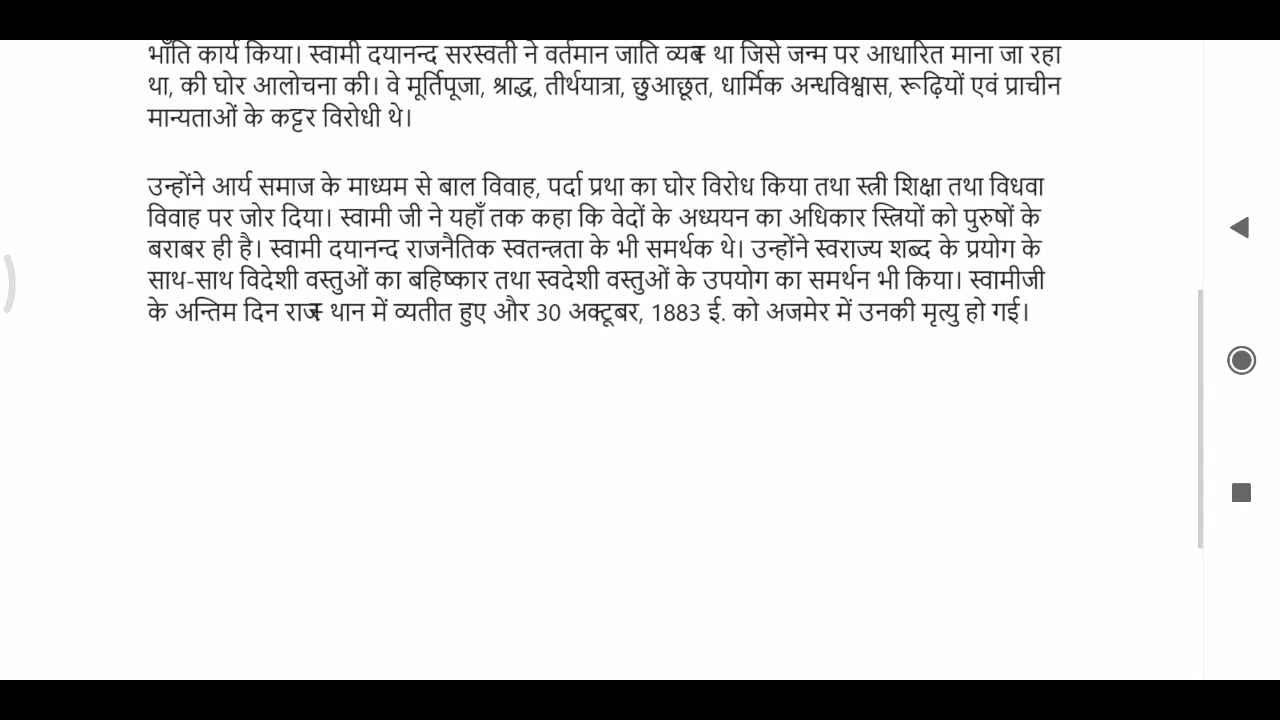 भाँति कार्य किया। स्वामी दयानन्द सरस्वती ने वर्तमान जाति व्यवस्था जिसे जन्म पर आधारित माना जा रहा
था, की घोर आलोचना की। वे मूर्तिपूजा, श्राद्ध, तीर्थयात्रा, छुआछूत, धार्मिक अन्धविश्वास, रूढ़ियों एवं प्राचीन
मान्यताओं के कट्टर विरोधी थे।
उन्होंने आर्य समाज के माध्यम से बाल विवाह, पर्दा प्रथा का घोर विरोध किया तथा स्त्री शिक्षा तथा विधवा
विवाह पर जोर दिया। स्वामी जी ने यहाँ तक कहा कि वेदों के अध्ययन का अधिकार स्त्रियों को पुरुषों के
बराबर ही है। स्वामी दयानन्द राजनैतिक स्वतन्त्रता के भी समर्थक थे। उन्होंने स्वराज्य शब्द के प्रयोग के
साथ-साथ विदेशी वस्तुओं का बहिष्कार तथा स्वदेशी वस्तुओं के उपयोग का समर्थन भी किया। स्वामीजी
के अन्तिम दिन राजस्थान में व्यतीत हुए और 30 अक्टूबर, 1883 ई. को अजमेर में उनकी मृत्यु हो गई।